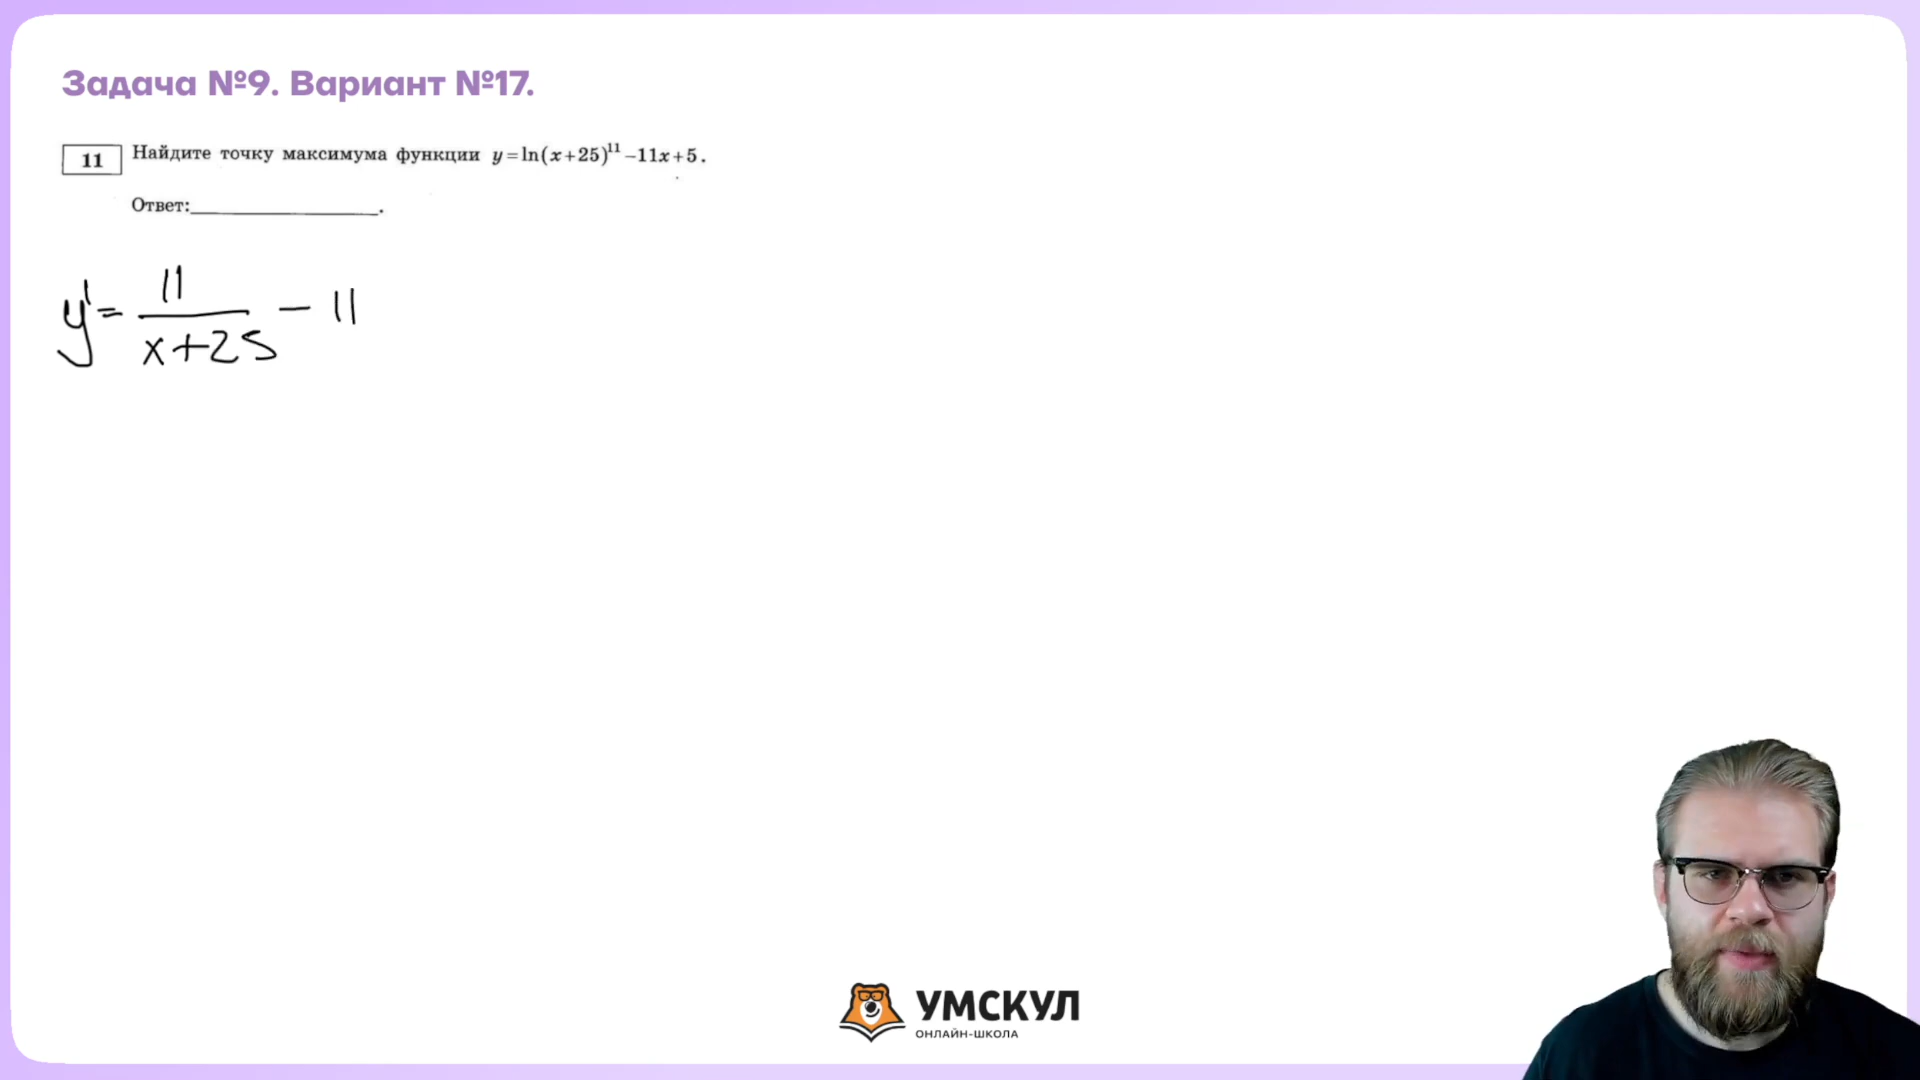 Задача №9. Вариант №17.
11 Найдите точку максимума функции y=ln(x+25)¹¹−11x+5.
Ответ:__________________.
y' = 11/(x+25) − 11
УМСКУЛ
ОНЛАЙН-ШКОЛА